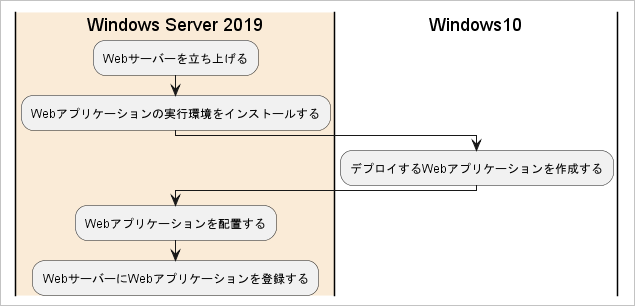 Windows Server 2019
Windows10
Webサーバーを立ち上げる
Webアプリケーションの実行環境をインストールする
デプロイするWebアプリケーションを作成する
Webアプリケーションを配置する
WebサーバーにWebアプリケーションを登録する